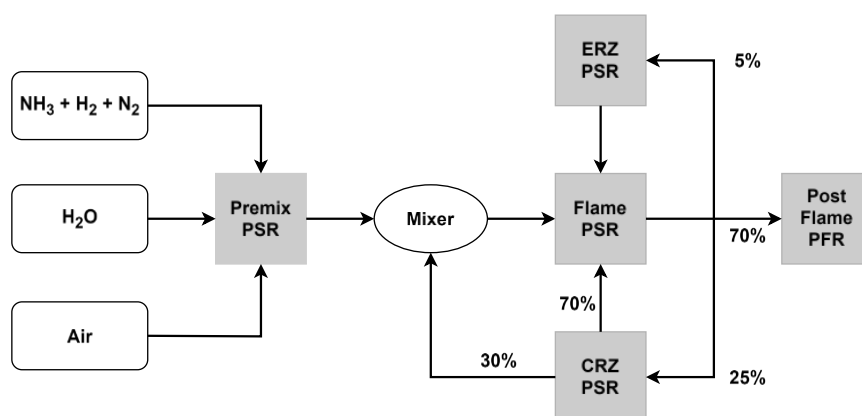 NH₃ + H₂ + N₂
H₂O
Air
Premix
PSR
Mixer
ERZ
PSR
5%
Flame
PSR
70%
Post
Flame
PFR
70%
30%
CRZ
PSR
25%